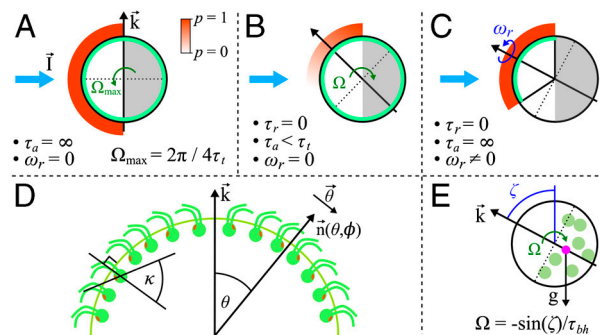 A
k⃗
I⃗
Ω_max
p = 1
p = 0
• τ_a = ∞
• ω_r = 0
Ω_max = 2π / 4τ_t
B
Ω
• τ_r = 0
• τ_a < τ_t
• ω_r = 0
C
ω_r
• τ_r = 0
• τ_a = ∞
• ω_r ≠ 0
D
k⃗
θ⃗
n⃗(θ,ϕ)
κ
θ
E
ζ
k⃗
Ω
g
Ω = -sin(ζ)/τ_bh